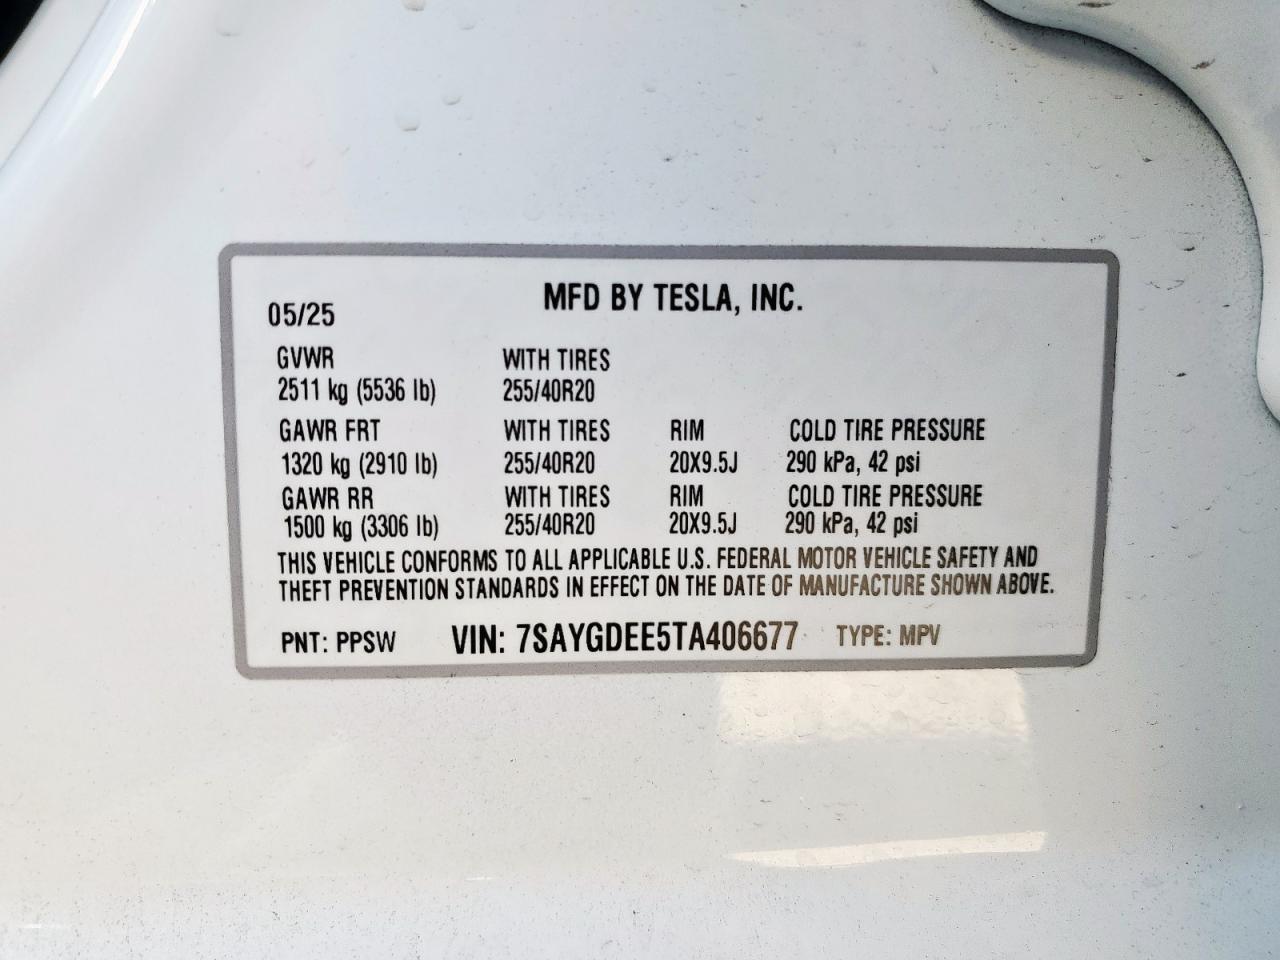 MFD BY TESLA, INC.
05/25
GVWR WITH TIRES
2511 kg (5536 lb) 255/40R20
GAWR FRT WITH TIRES RIM COLD TIRE PRESSURE
1320 kg (2910 lb) 255/40R20 20X9.5J 290 kPa, 42 psi
GAWR RR WITH TIRES RIM COLD TIRE PRESSURE
1500 kg (3306 lb) 255/40R20 20X9.5J 290 kPa, 42 psi
THIS VEHICLE CONFORMS TO ALL APPLICABLE U.S. FEDERAL MOTOR VEHICLE SAFETY AND
THEFT PREVENTION STANDARDS IN EFFECT ON THE DATE OF MANUFACTURE SHOWN ABOVE.
PNT: PPSW VIN: 7SAYGDEE5TA406677 TYPE: MPV